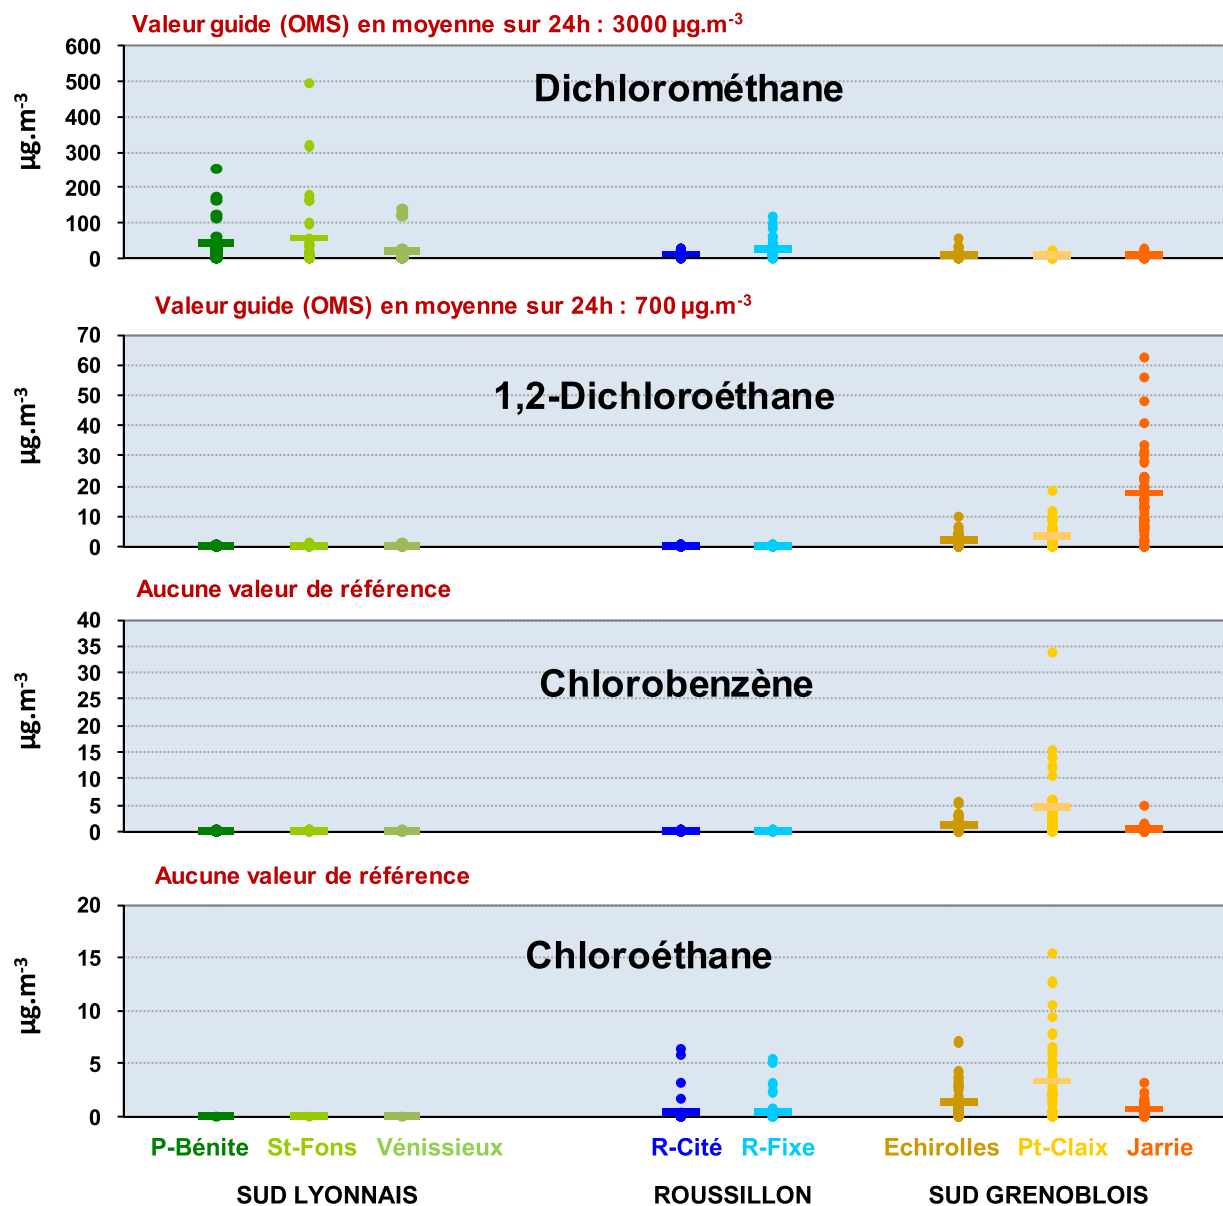 Valeur guide (OMS) en moyenne sur 24h : 3000 µg.m-3
600
500
400
300
200
100
0
µg.m-3
Dichlorométhane
Valeur guide (OMS) en moyenne sur 24h : 700 µg.m-3
70
60
50
40
30
20
10
0
µg.m-3
1,2-Dichloroéthane
Aucune valeur de référence
40
35
30
25
20
15
10
5
0
µg.m-3
Chlorobenzène
Aucune valeur de référence
20
15
10
5
0
µg.m-3
Chloroéthane
P-Bénite St-Fons Vénissieux R-Cité R-Fixe Echirolles Pt-Claix Jarrie
SUD LYONNAIS ROUSSILLON SUD GRENOBLOIS